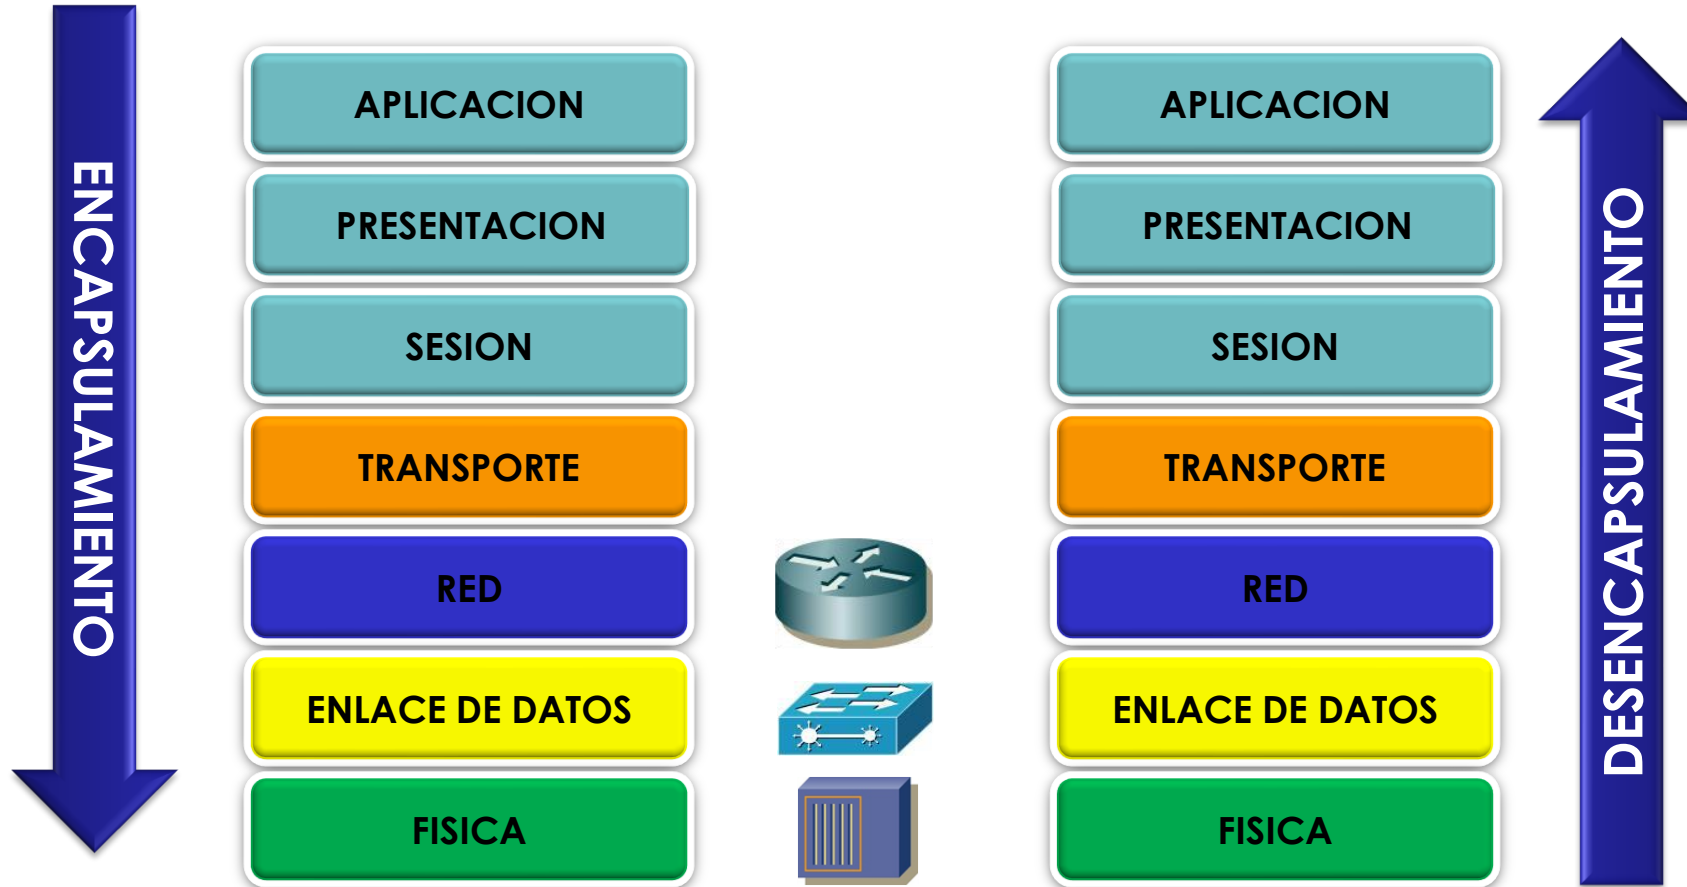 ENCAPSULAMIENTO
APLICACION
PRESENTACION
SESION
TRANSPORTE
RED
ENLACE DE DATOS
FISICA
APLICACION
PRESENTACION
SESION
TRANSPORTE
RED
ENLACE DE DATOS
FISICA
DESENCAPSULAMIENTO